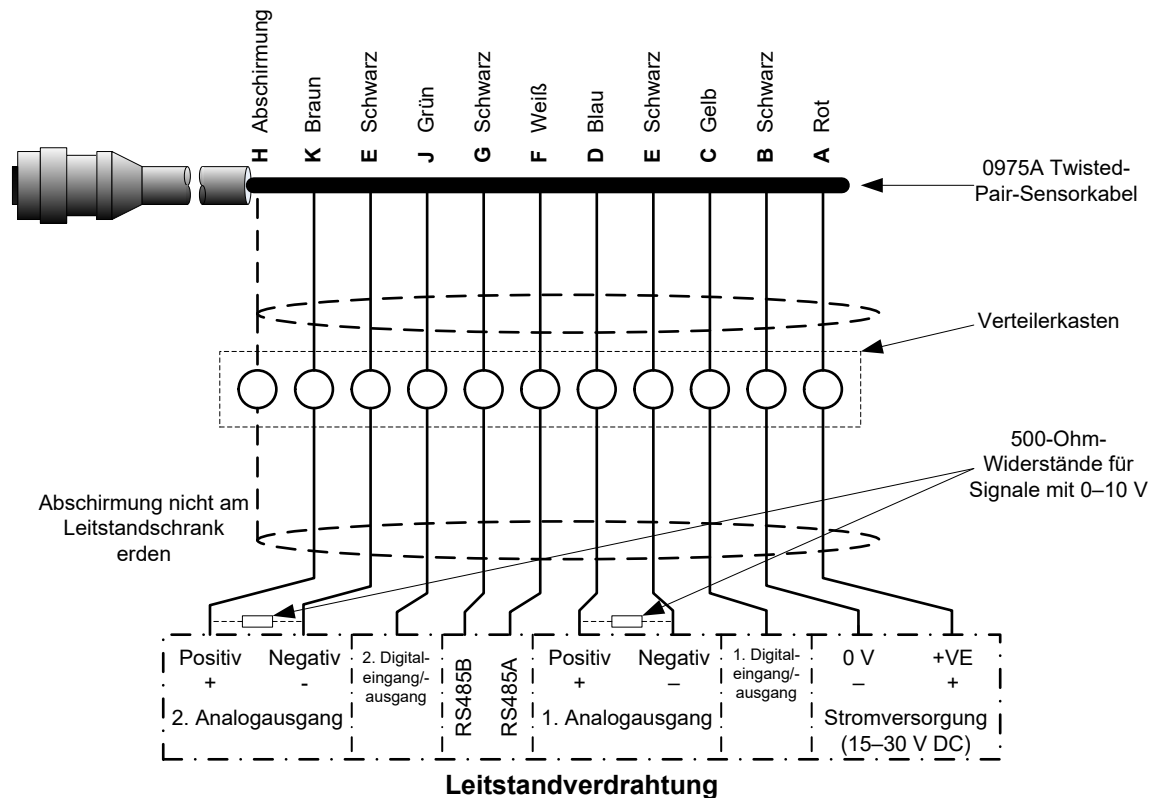 H Abschirmung
K Braun
E Schwarz
J Grün
G Schwarz
F Weiß
D Blau
E Schwarz
C Gelb
B Schwarz
A Rot
0975A Twisted-
Pair-Sensorkabel
Verteilerkasten
500-Ohm-
Widerstände für
Signale mit 0–10 V
Abschirmung nicht am
Leitstandschrank
erden
Positiv
+
Negativ
-
2. Analogausgang
2. Digital-
eingang/-
ausgang
RS485B
RS485A
Positiv
+
Negativ
–
1. Analogausgang
1. Digital-
eingang/-
ausgang
0 V
–
+VE
+
Stromversorgung
(15–30 V DC)
Leitstandverdrahtung